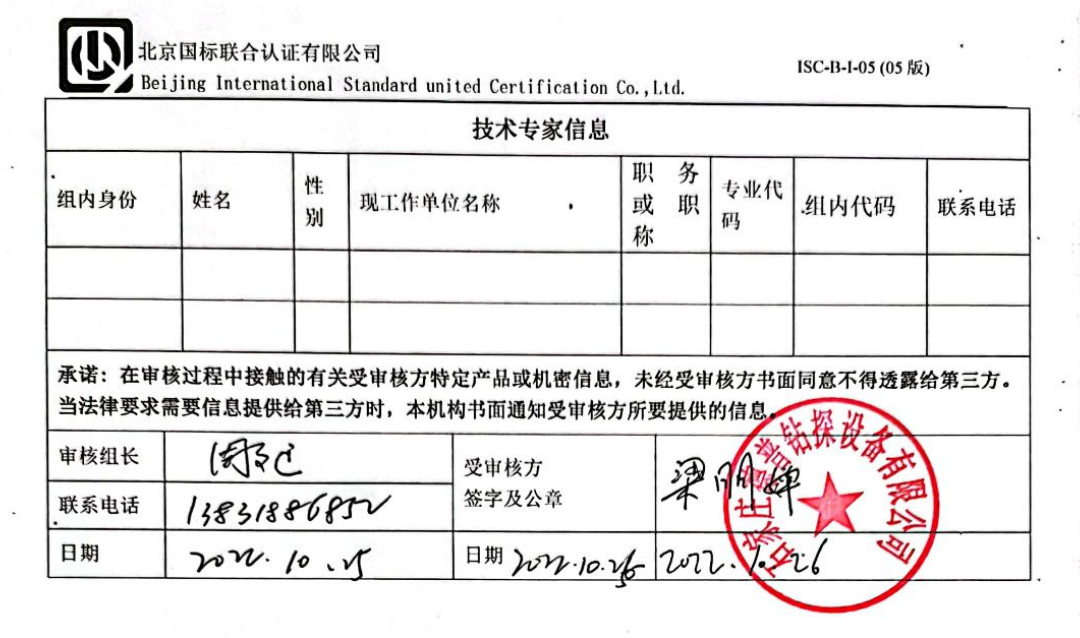 北京国标联合认证有限公司
Beijing International Standard united Certification Co.,Ltd.
ISC-B-I-05 (05 版)
技术专家信息
组内身份 姓名 性别 现工作单位名称 职务或职称 专业代码 组内代码 联系电话
承诺：在审核过程中接触的有关受审核方特定产品或机密信息，未经受审核方书面同意不得透露给第三方。
当法律要求需要信息提供给第三方时，本机构书面通知受审核方所要提供的信息。
审核组长
受审核方
签字及公章
梁明
石家庄 普钻探设备有限公司
联系电话 13831886852
日期 2022.10.25
日期 2022.10.26 2022.10.26